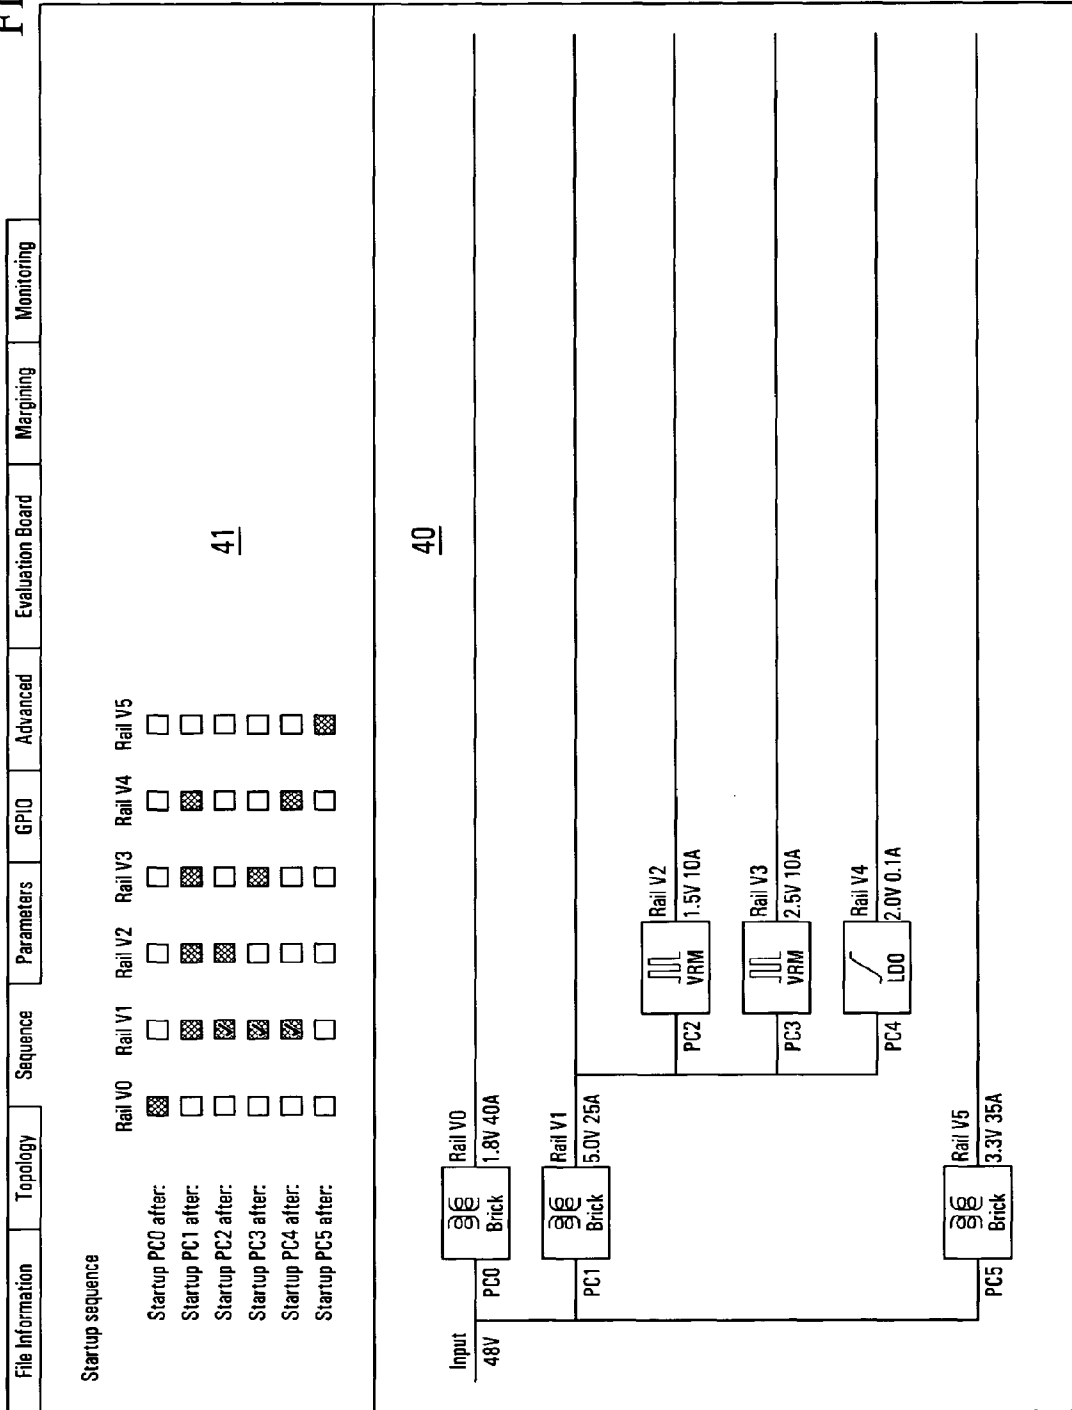 FI
File Information Topology Sequence Parameters GPIO Advanced Evaluation Board Margining Monitoring
Startup sequence
Rail V0 Rail V1 Rail V2 Rail V3 Rail V4 Rail V5
Startup PC0 after:
Startup PC1 after:
Startup PC2 after:
Startup PC3 after:
Startup PC4 after:
Startup PC5 after:
41
40
Input
48V
PC0
Brick
Rail V0
1.8V 40A
PC1
Brick
Rail V1
5.0V 25A
PC2
VRM
Rail V2
1.5V 10A
PC3
VRM
Rail V3
2.5V 10A
PC4
LDO
Rail V4
2.0V 0.1A
PC5
Brick
Rail V5
3.3V 35A